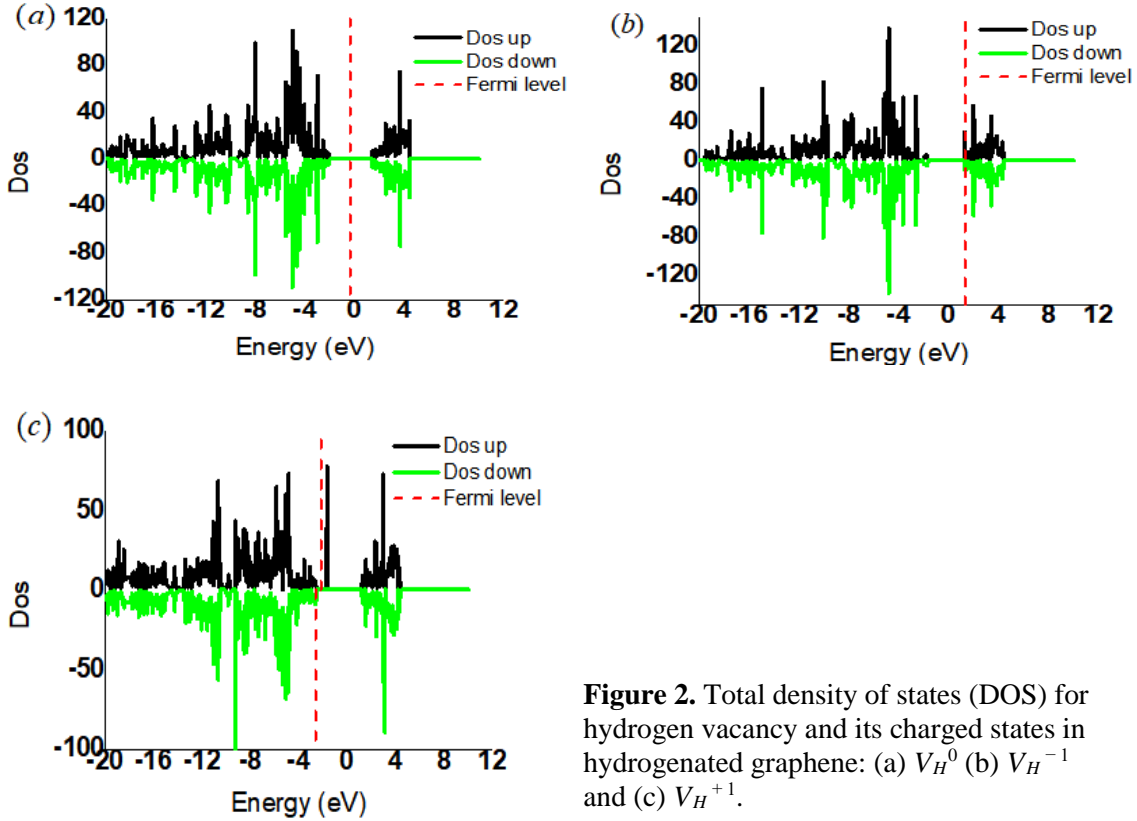 (a)
120
80
40
0
-40
-80
-120
Dos
-20 -16 -12 -8 -4 0 4 8 12
Energy (eV)
Dos up
Dos down
Fermi level
(b)
120
80
40
0
-40
-80
-120
Dos
-20 -16 -12 -8 -4 0 4 8 12
Energy (eV)
Dos up
Dos down
Fermi level
(c)
100
50
0
-50
-100
Dos
-20 -16 -12 -8 -4 0 4 8 12
Energy (eV)
Dos up
Dos down
Fermi level
Figure 2. Total density of states (DOS) for
hydrogen vacancy and its charged states in
hydrogenated graphene: (a) V_H^0 (b) V_H^−1
and (c) V_H^+1.